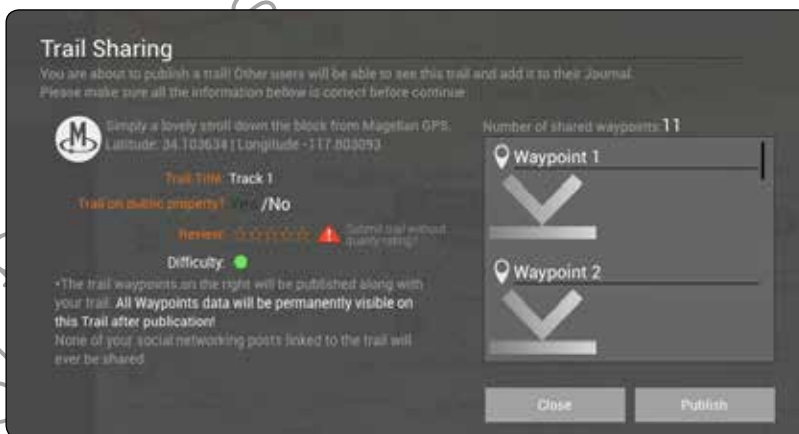 Trail Sharing
You are about to publish a trail! Other users will be able to see this trail and add it to their Journal.
Please make sure all the information bellow is correct before continue
M
Simply a lovely stroll down the block from Magellan GPS.
Latitude: 34.103634 | Longitude -117.803093
Trail Title: Track 1
Trail on public property? Yes/No
Review: Submit trail without
quality rating?
Difficulty:
*The trail waypoints on the right will be published along with
your trail. All Waypoints data will be permanently visible on
this Trail after publication!
None of your social networking posts linked to the trail will
ever be shared
Number of shared waypoints: 11
Waypoint 1
Waypoint 2
Close
Publish